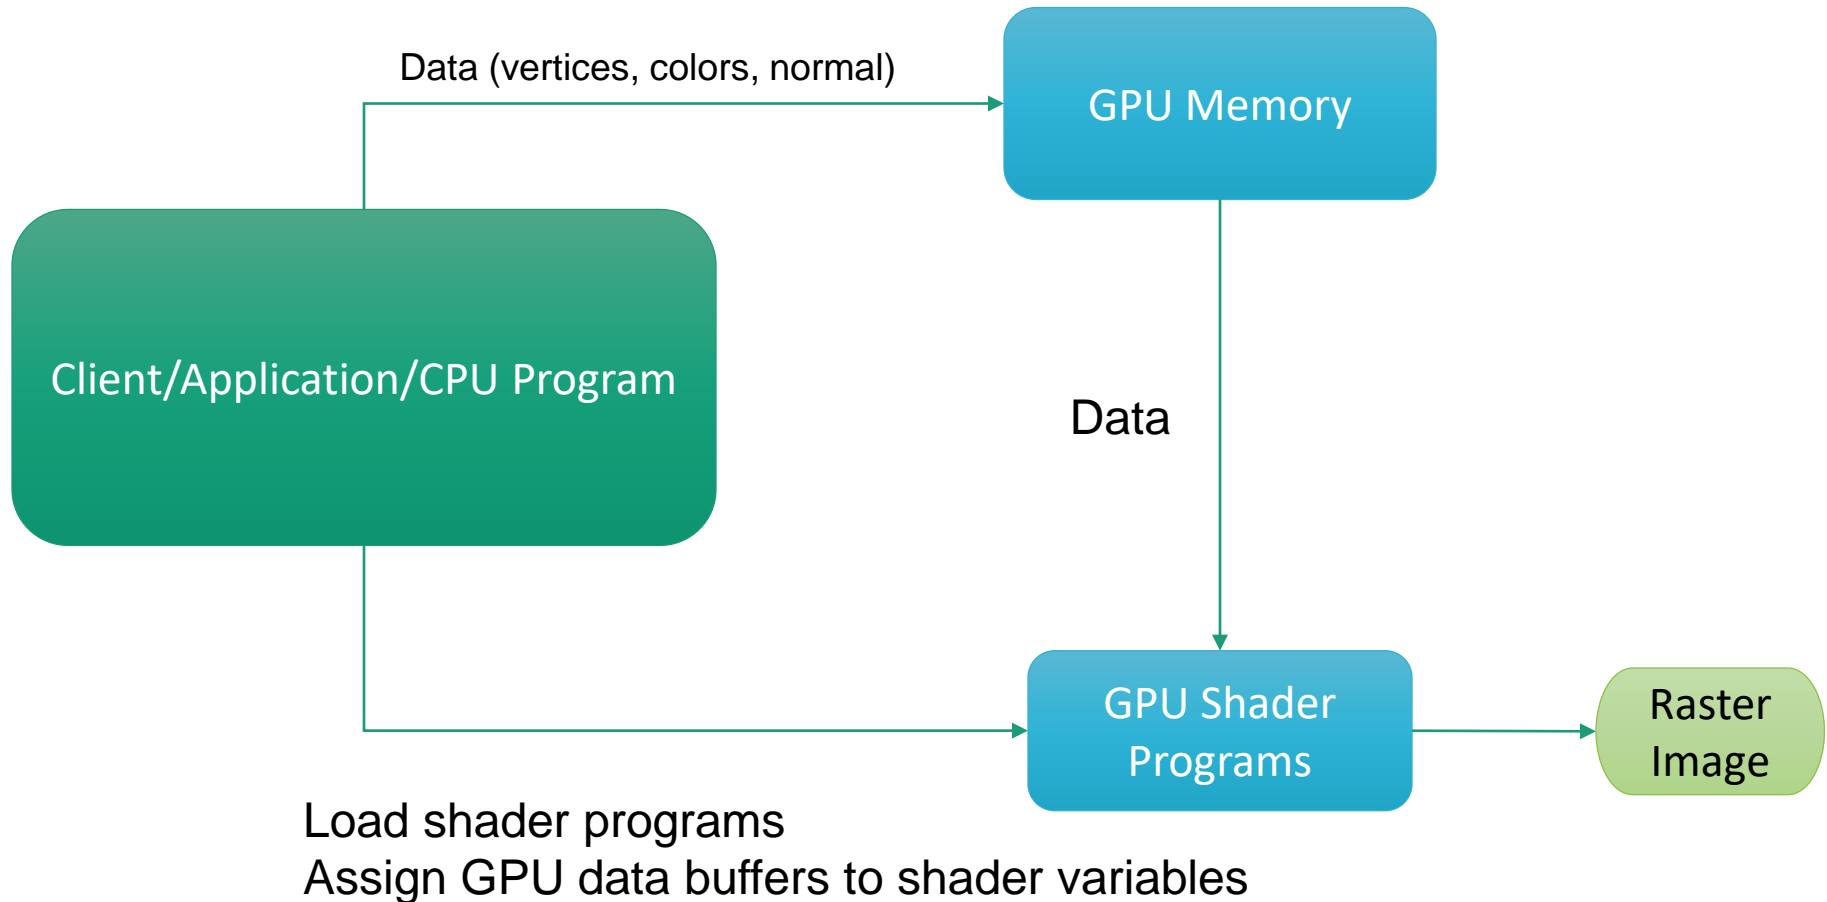 Data (vertices, colors, normal)
GPU Memory
Client/Application/CPU Program
Data
GPU Shader
Programs
Raster
Image
Load shader programs
Assign GPU data buffers to shader variables